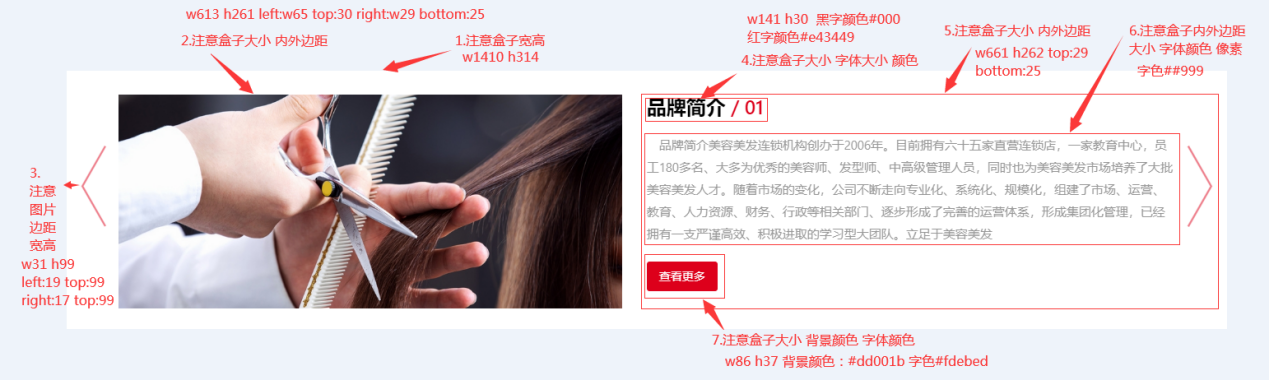 w613 h261 left:w65 top:30 right:w29 bottom:25
2.注意盒子大小 内外边距
1.注意盒子宽高
w1410 h314
w141 h30 黑字颜色#000
红字颜色#e43449
4.注意盒子大小 字体大小 颜色
5.注意盒子大小 内外边距
w661 h262 top:29
bottom:25
6.注意盒子内外边距
大小 字体颜色 像素
字色##999
3.
注意
图片
边距
宽高
w31 h99
left:19 top:99
right:17 top:99
品牌简介 / 01
品牌简介美容美发连锁机构创办于2006年。目前拥有六十五家直营连锁店，一家教育中心，员
工180多名、大多为优秀的美容师、发型师、中高级管理人员，同时也为美容美发市场培养了大批
美容美发人才。随着市场的变化，公司不断走向专业化、系统化、规模化，组建了市场、运营、
教育、人力资源、财务、行政等相关部门、逐步形成了完善的运营体系，形成集团化管理，已经
拥有一支严谨高效、积极进取的学习型大团队。立足于美容美发
查看更多
7.注意盒子大小 背景颜色 字体颜色
w86 h37 背景颜色：#dd001b 字色#fdebed